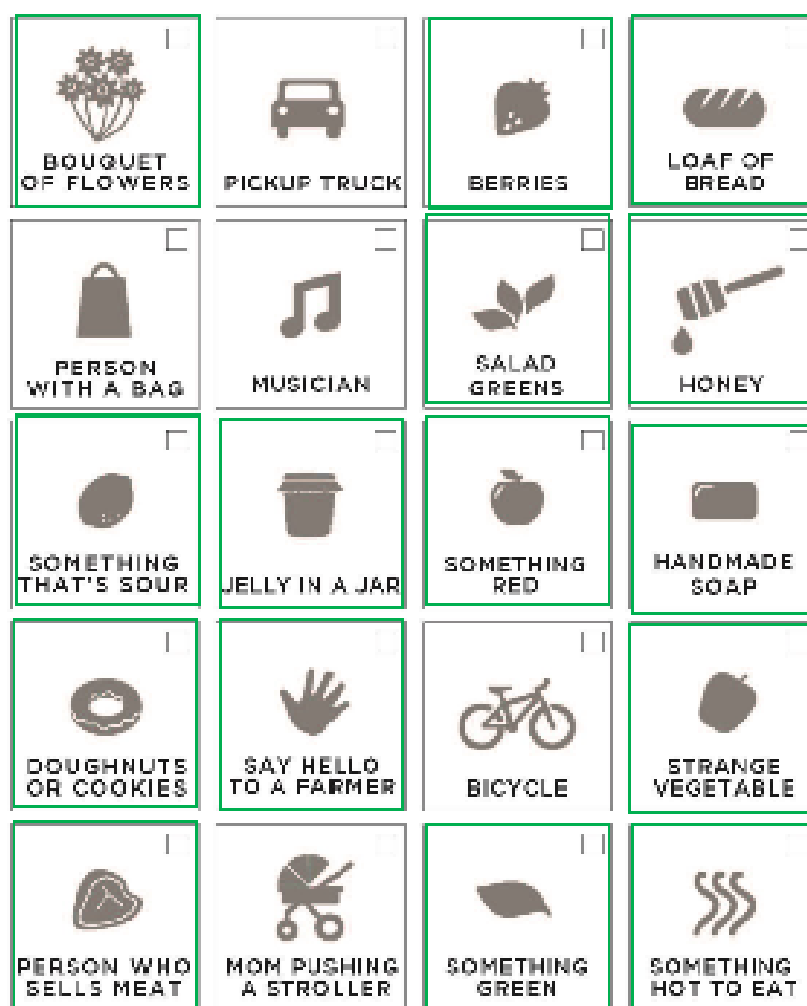 BOUQUET
OF FLOWERS
PICKUP TRUCK
BERRIES
LOAF OF
BREAD
PERSON
WITH A BAG
MUSICIAN
SALAD
GREENS
HONEY
SOMETHING
THAT'S SOUR
JELLY IN A JAR
SOMETHING
RED
HANDMADE
SOAP
DOUGHNUTS
OR COOKIES
SAY HELLO
TO A FARMER
BICYCLE
STRANGE
VEGETABLE
PERSON WHO
SELLS MEAT
MOM PUSHING
A STROLLER
SOMETHING
GREEN
SOMETHING
HOT TO EAT